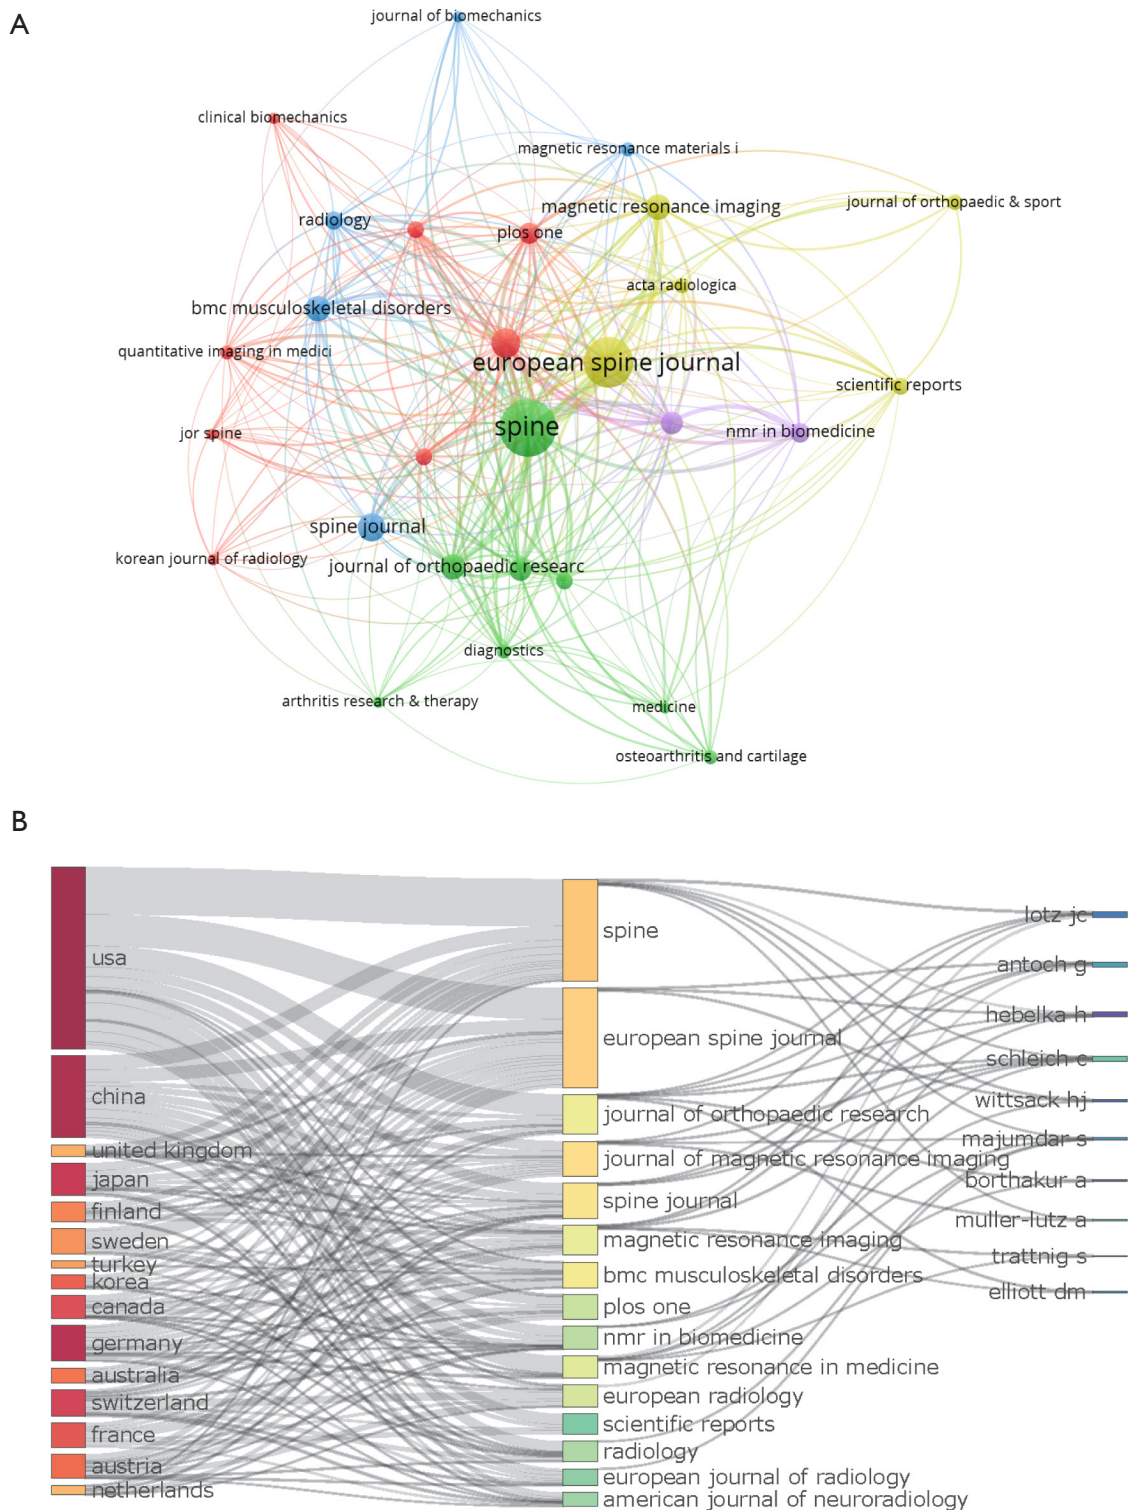 A
journal of biomechanics
clinical biomechanics
magnetic resonance materials i
radiology
magnetic resonance imaging
journal of orthopaedic & sport
plos one
acta radiologica
bmc musculoskeletal disorders
quantitative imaging in medici
european spine journal
scientific reports
spine
jor spine
nmr in biomedicine
spine journal
korean journal of radiology
journal of orthopaedic researc
diagnostics
arthritis research & therapy
medicine
osteoarthritis and cartilage
B
usa
china
united kingdom
japan
finland
sweden
turkey
korea
canada
germany
australia
switzerland
france
austria
netherlands
spine
european spine journal
journal of orthopaedic research
journal of magnetic resonance imaging
spine journal
magnetic resonance imaging
bmc musculoskeletal disorders
plos one
nmr in biomedicine
magnetic resonance in medicine
european radiology
scientific reports
radiology
european journal of radiology
american journal of neuroradiology
lotz jc
antoch g
hebelka h
schleich c
wittsack hj
majumdar s
borthakur a
muller-lutz a
trattnig s
elliott dm